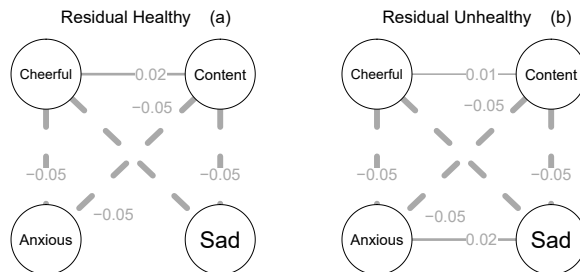 Residual Healthy (a)
Residual Unhealthy (b)
Cheerful
0.02
Content
Cheerful
0.01
Content
−0.05
−0.05
−0.05
−0.05
−0.05
−0.05
−0.05
−0.05
Anxious
Sad
Anxious
0.02
Sad